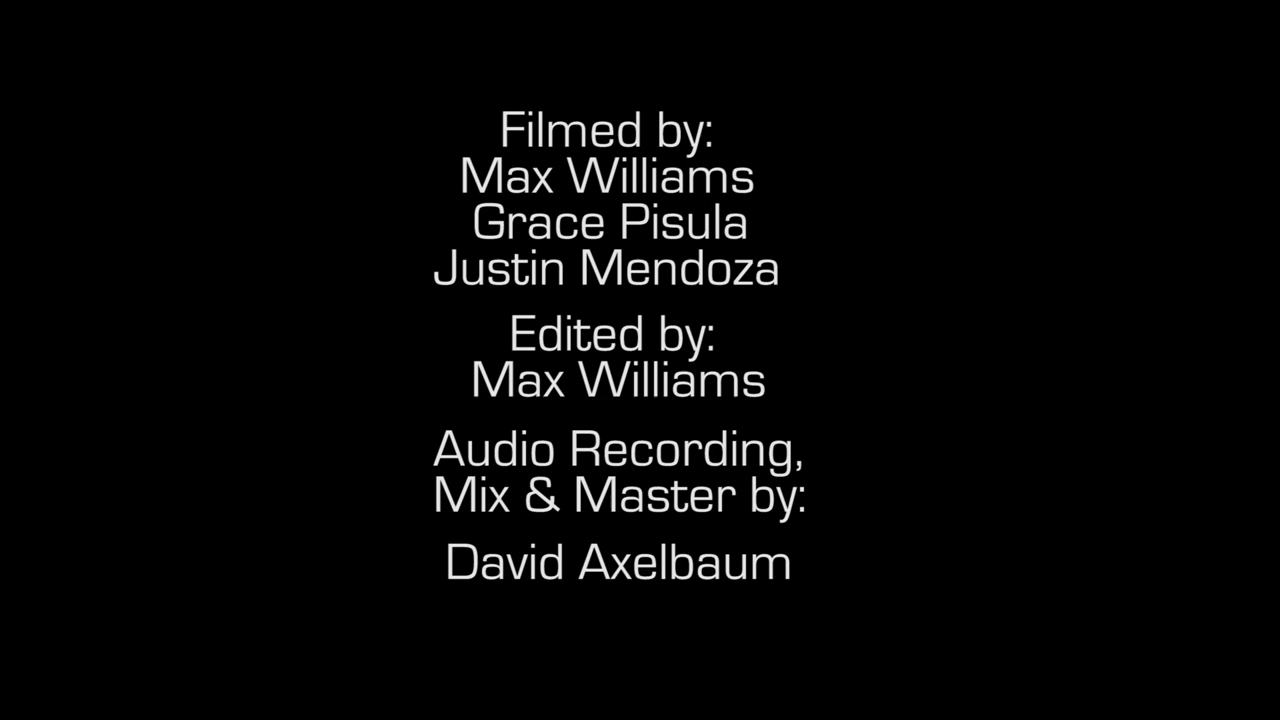 Filmed by:
Max Williams
Grace Pisula
Justin Mendoza
Edited by:
Max Williams
Audio Recording,
Mix & Master by:
David Axelbaum